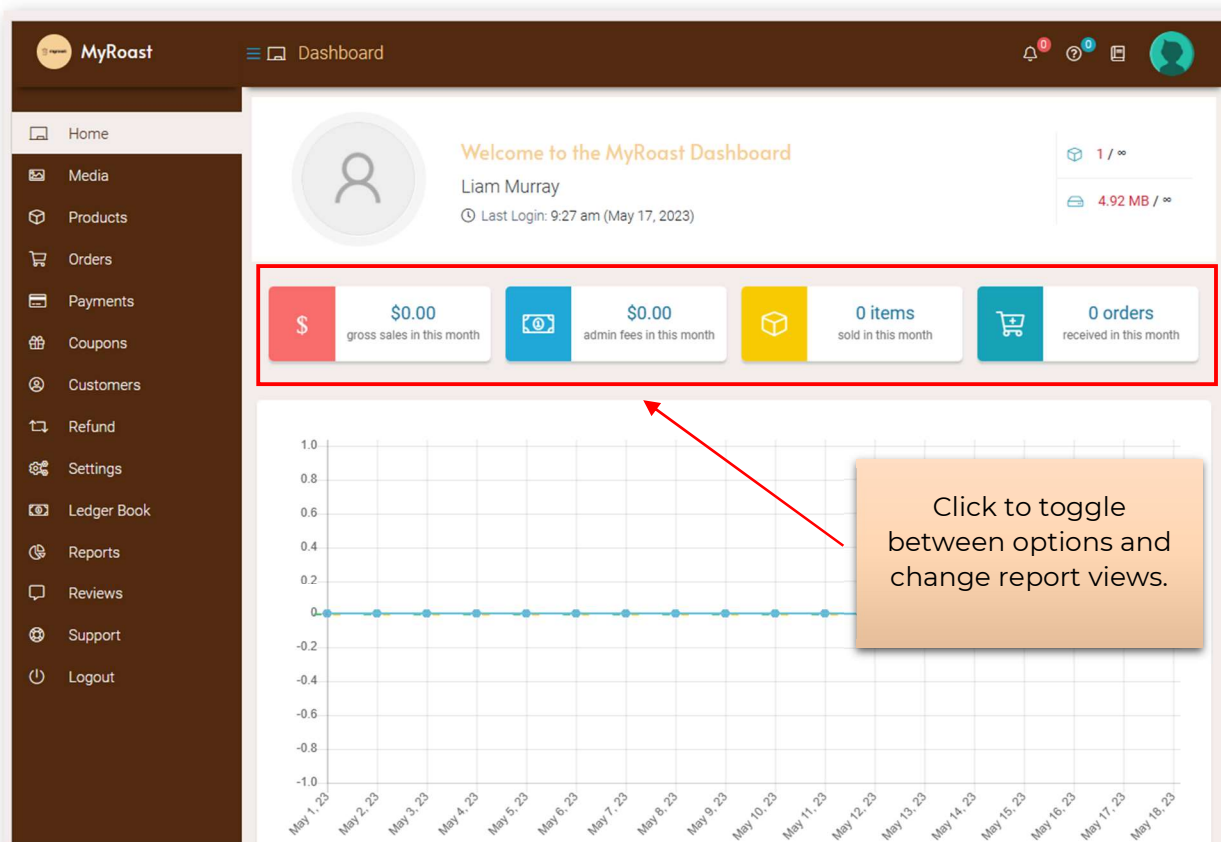 MyRoast
Dashboard
0
0
Home
Media
Products
Orders
Payments
Coupons
Customers
Refund
Settings
Ledger Book
Reports
Reviews
Support
Logout
Welcome to the MyRoast Dashboard
Liam Murray
Last Login: 9:27 am (May 17, 2023)
1 / ∞
4.92 MB / ∞
$
$0.00
gross sales in this month
$0.00
admin fees in this month
0 items
sold in this month
0 orders
received in this month
Click to toggle
between options and
change report views.
1.0
0.8
0.6
0.4
0.2
0
-0.2
-0.4
-0.6
-0.8
-1.0
May 1, 23
May 2, 23
May 3, 23
May 4, 23
May 5, 23
May 6, 23
May 7, 23
May 8, 23
May 9, 23
May 10, 23
May 11, 23
May 12, 23
May 13, 23
May 14, 23
May 15, 23
May 16, 23
May 17, 23
May 18, 23